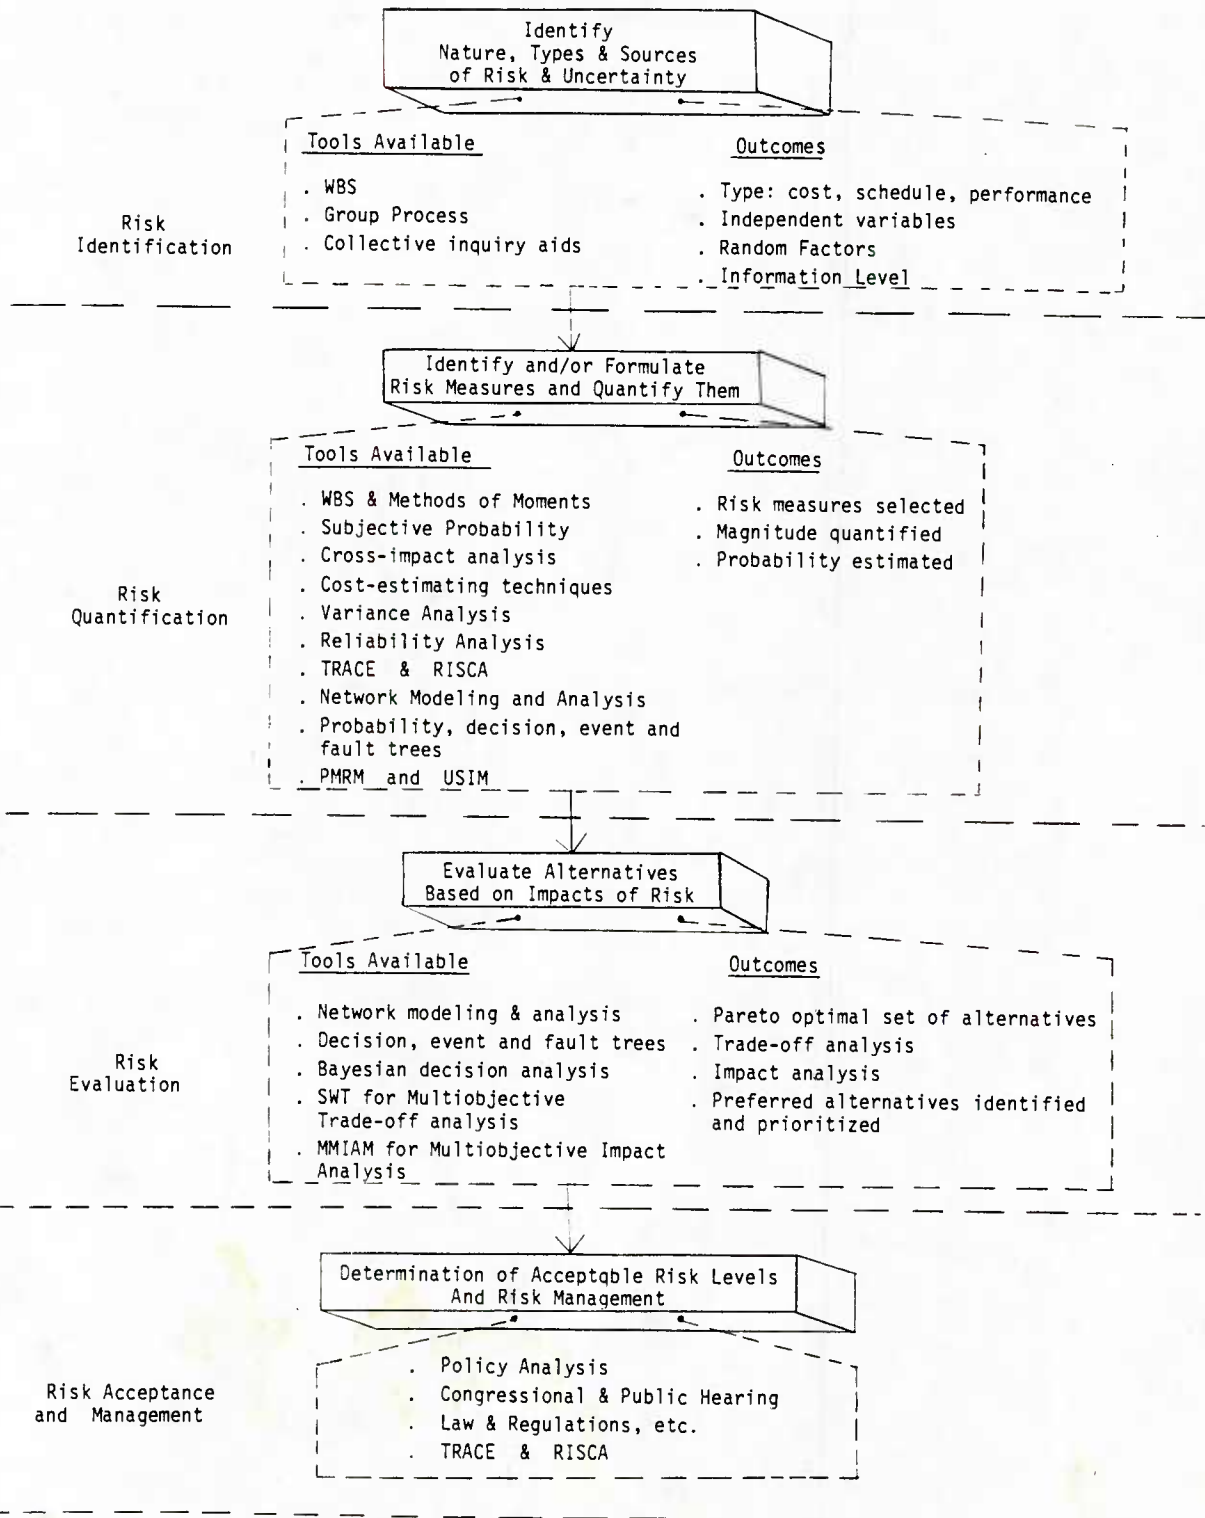 Identify
Nature, Types & Sources
of Risk & Uncertainty
Tools Available
. WBS
. Group Process
. Collective inquiry aids
Outcomes
. Type: cost, schedule, performance
. Independent variables
. Random Factors
. Information Level
Risk
Identification
Identify and/or Formulate
Risk Measures and Quantify Them
Tools Available
. WBS & Methods of Moments
. Subjective Probability
. Cross-impact analysis
. Cost-estimating techniques
. Variance Analysis
. Reliability Analysis
. TRACE & RISCA
. Network Modeling and Analysis
. Probability, decision, event and
fault trees
. PMRM and USIM
Outcomes
. Risk measures selected
. Magnitude quantified
. Probability estimated
Risk
Quantification
Evaluate Alternatives
Based on Impacts of Risk
Tools Available
. Network modeling & analysis
. Decision, event and fault trees
. Bayesian decision analysis
. SWT for Multiobjective
Trade-off analysis
. MMIAM for Multiobjective Impact
Analysis
Outcomes
. Pareto optimal set of alternatives
. Trade-off analysis
. Impact analysis
. Preferred alternatives identified
and prioritized
Risk
Evaluation
Determination of Acceptqble Risk Levels
And Risk Management
. Policy Analysis
. Congressional & Public Hearing
. Law & Regulations, etc.
. TRACE & RISCA
Risk Acceptance
and Management